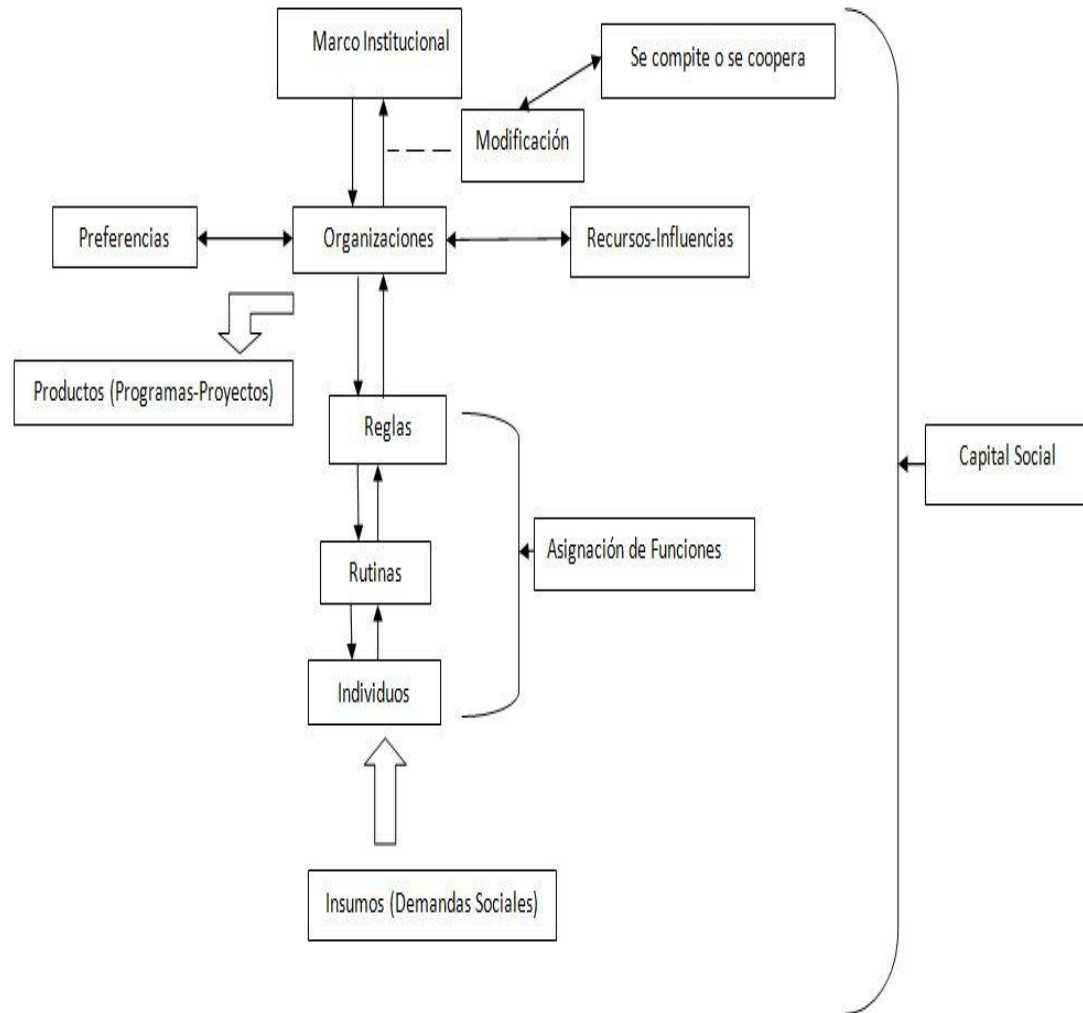 Marco Institucional
Se compite o se coopera
Modificación
Preferencias
Organizaciones
Recursos-Influencias
Productos (Programas-Proyectos)
Reglas
Capital Social
Asignación de Funciones
Rutinas
Individuos
Insumos (Demandas Sociales)